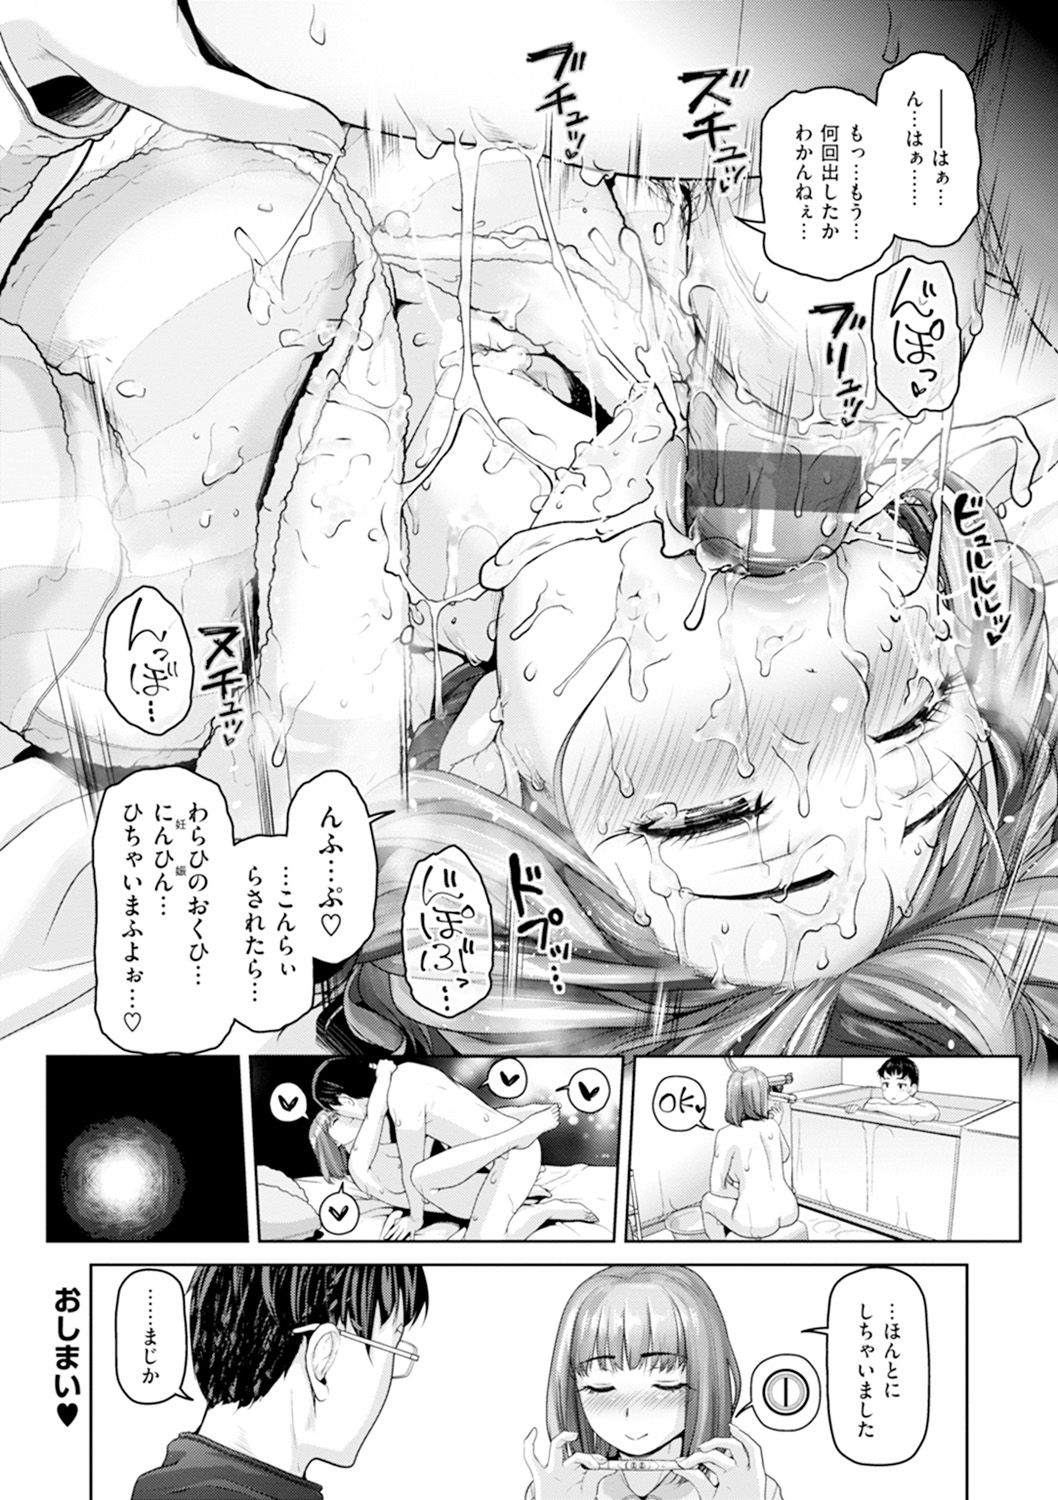 ――はぁ…
ん…はぁ……
もっ…もう…
何回出したか
わかんねぇ…
ズチュッ♥
ブチュッ♥
んぽっ♥
ブリュッ♥
ビュルルルッ
んっぼ…
ヌチュッ♥
んふ…ぷ♡
…こんらぃ
らされたら…
わらひのおくひ…
にんひん…
妊娠
ひちゃいまふよぉ…♡
ドプッ…
OK♥
…ほんとに
しちゃいました
……まじか
おしまい♥